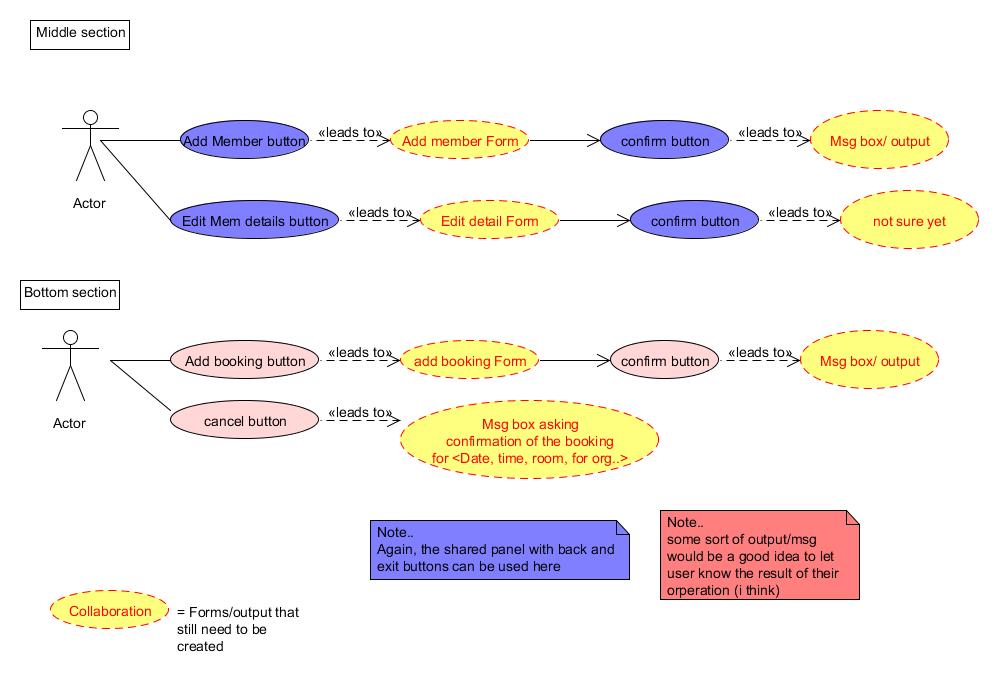 Middle section
Add Member button
«leads to»
Add member Form
confirm button
«leads to»
Msg box/ output
Actor
Edit Mem details button
«leads to»
Edit detail Form
confirm button
«leads to»
not sure yet
Bottom section
Add booking button
«leads to»
add booking Form
confirm button
«leads to»
Msg box/ output
Actor
cancel button
«leads to»
Msg box asking
confirmation of the booking
for <Date, time, room, for org..>
Note..
Again, the shared panel with back and
exit buttons can be used here
Note..
some sort of output/msg
would be a good idea to let
user know the result of their
orperation (i think)
Collaboration
= Forms/output that
still need to be
created